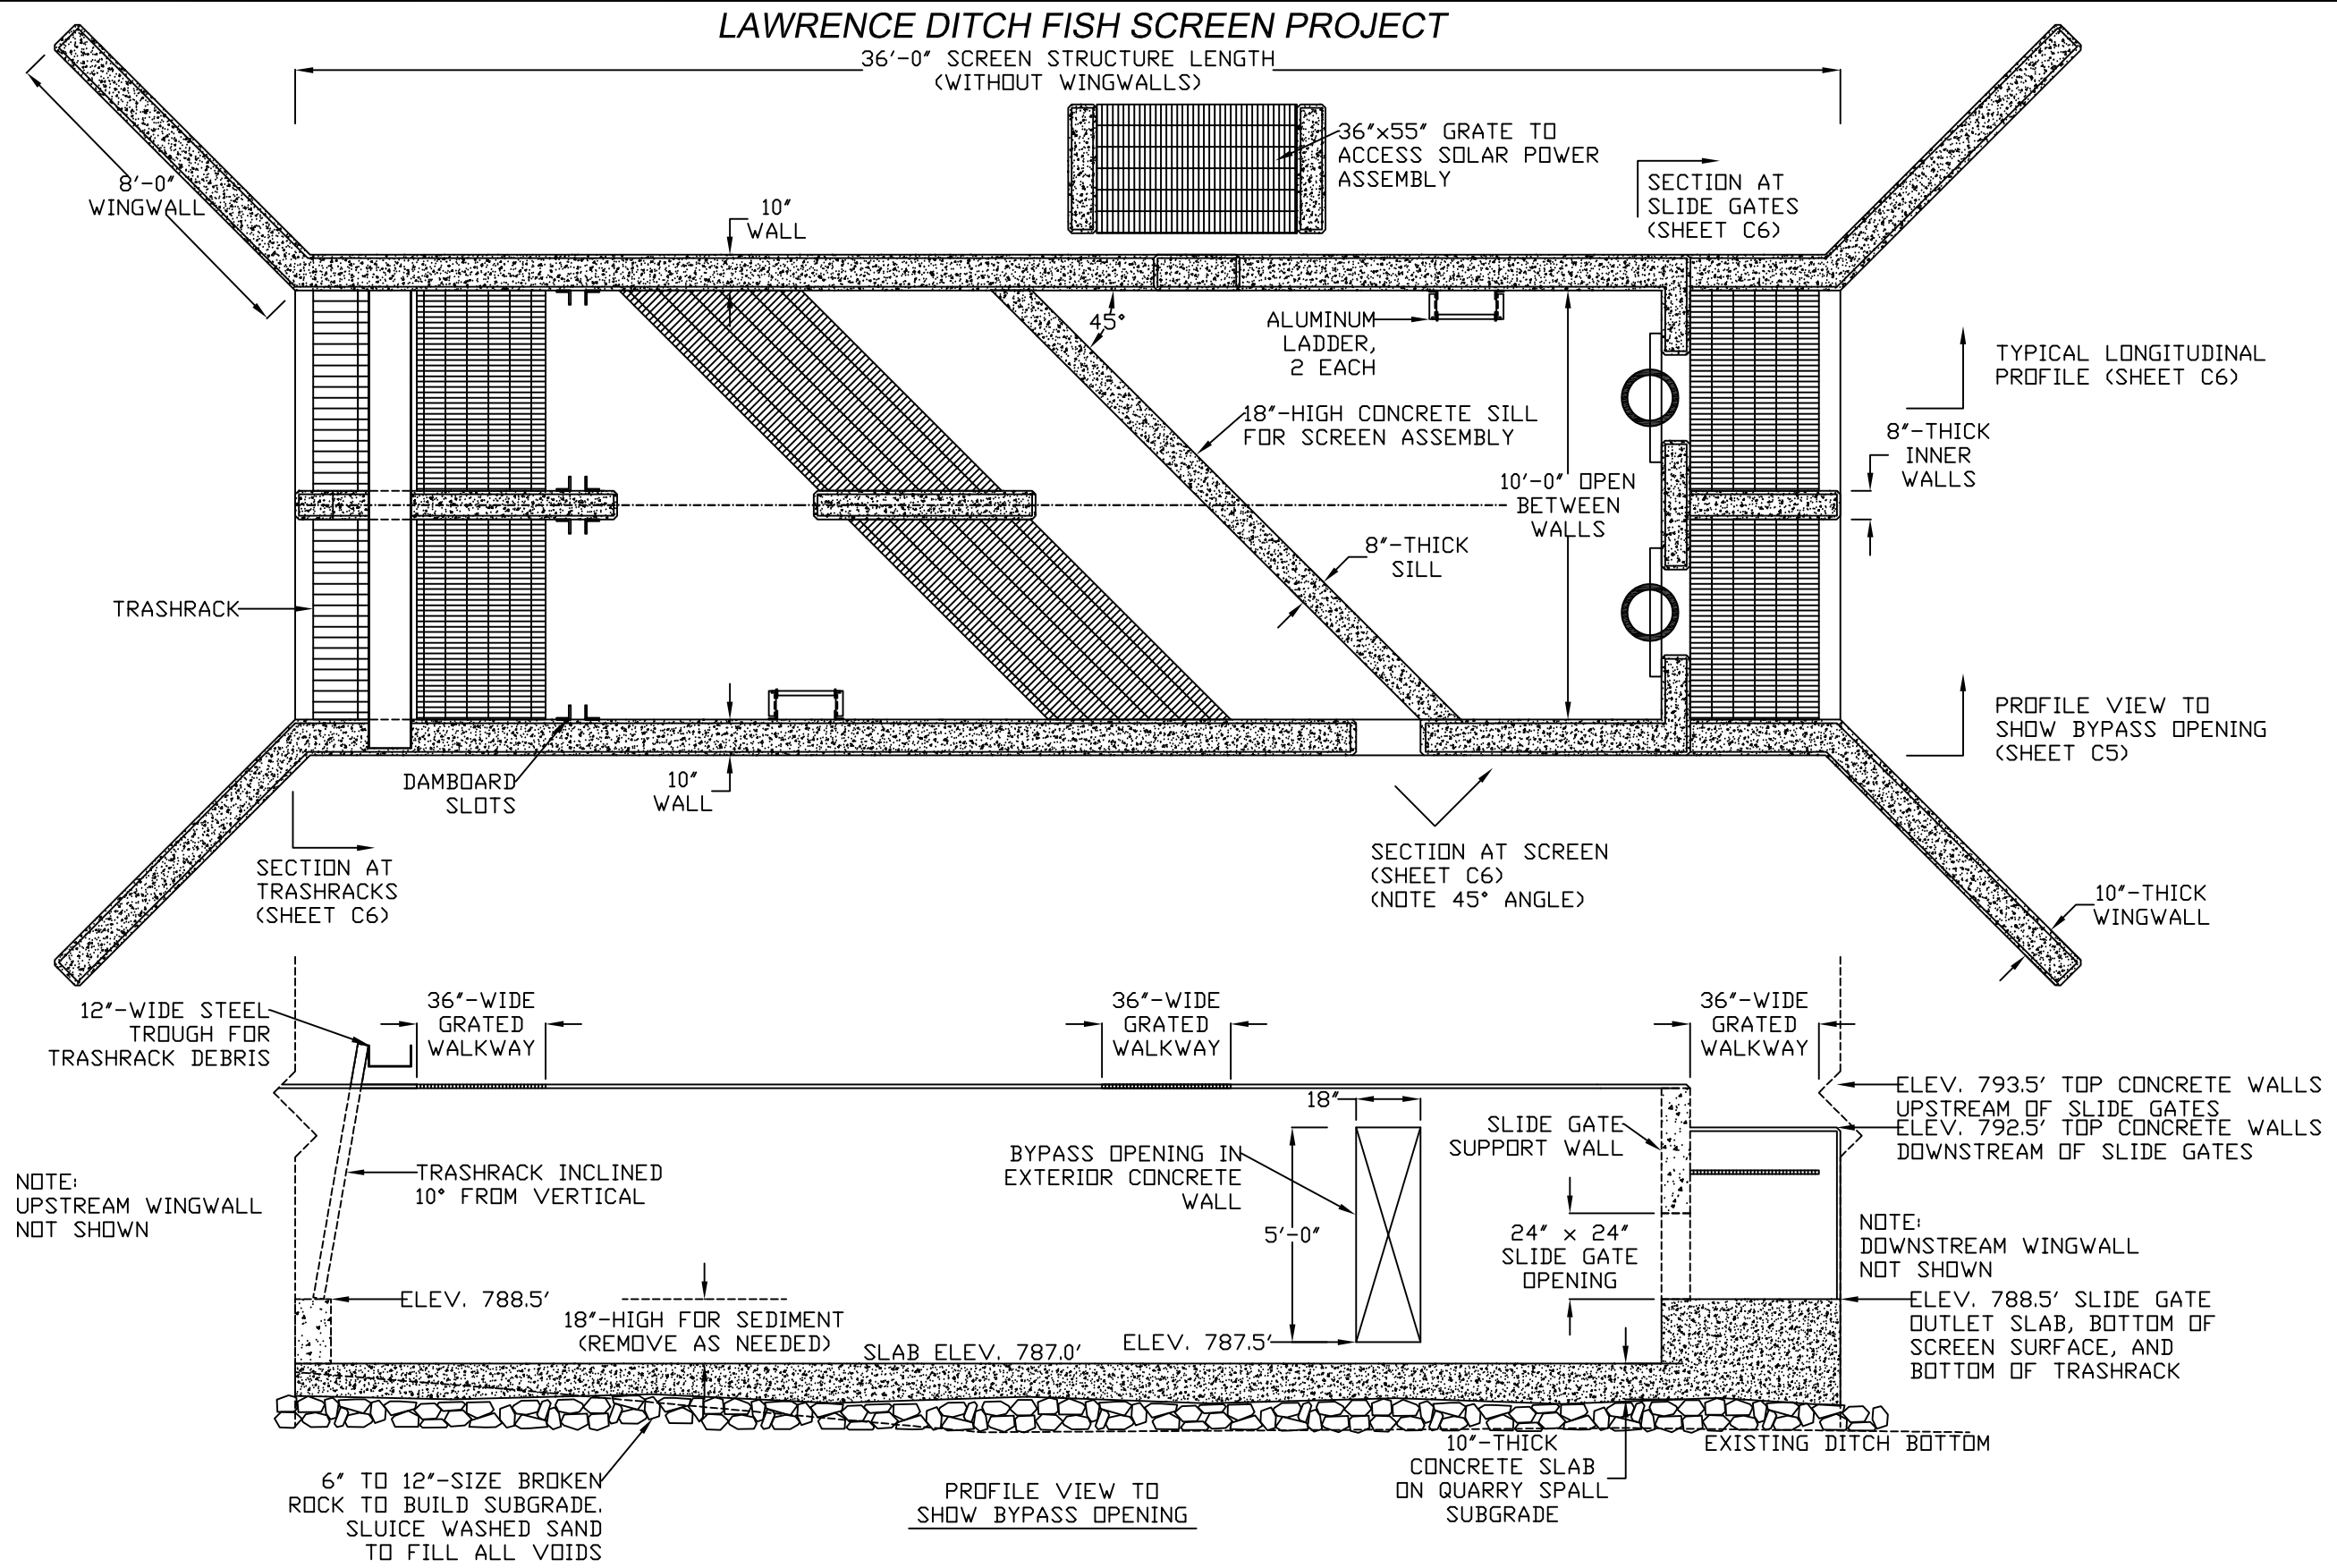 LAWRENCE DITCH FISH SCREEN PROJECT
36'-0" SCREEN STRUCTURE LENGTH
(WITHOUT WINGWALLS)
36"x55" GRATE TO
ACCESS SOLAR POWER
ASSEMBLY
SECTION AT
SLIDE GATES
(SHEET C6)
8'-0"
WINGWALL
10"
WALL
45°
ALUMINUM
LADDER,
2 EACH
TYPICAL LONGITUDINAL
PROFILE (SHEET C6)
18"-HIGH CONCRETE SILL
FOR SCREEN ASSEMBLY
8"-THICK
INNER
WALLS
10'-0" OPEN
BETWEEN
WALLS
8"-THICK
SILL
TRASHRACK
PROFILE VIEW TO
SHOW BYPASS OPENING
(SHEET C5)
DAMBOARD
SLOTS
10"
WALL
SECTION AT
TRASHRACKS
(SHEET C6)
SECTION AT SCREEN
(SHEET C6)
(NOTE 45° ANGLE)
10"-THICK
WINGWALL
12"-WIDE STEEL
TROUGH FOR
TRASHRACK DEBRIS
36"-WIDE
GRATED
WALKWAY
36"-WIDE
GRATED
WALKWAY
36"-WIDE
GRATED
WALKWAY
ELEV. 793.5' TOP CONCRETE WALLS
UPSTREAM OF SLIDE GATES
ELEV. 792.5' TOP CONCRETE WALLS
DOWNSTREAM OF SLIDE GATES
18"
SLIDE GATE
SUPPORT WALL
BYPASS OPENING IN
EXTERIOR CONCRETE
WALL
TRASHRACK INCLINED
10° FROM VERTICAL
NOTE:
UPSTREAM WINGWALL
NOT SHOWN
5'-0"
24" x 24"
SLIDE GATE
OPENING
NOTE:
DOWNSTREAM WINGWALL
NOT SHOWN
ELEV. 788.5'
18"-HIGH FOR SEDIMENT
(REMOVE AS NEEDED)
SLAB ELEV. 787.0'
ELEV. 787.5'
ELEV. 788.5' SLIDE GATE
OUTLET SLAB, BOTTOM OF
SCREEN SURFACE, AND
BOTTOM OF TRASHRACK
EXISTING DITCH BOTTOM
10"-THICK
CONCRETE SLAB
ON QUARRY SPALL
SUBGRADE
6" TO 12"-SIZE BROKEN
ROCK TO BUILD SUBGRADE.
SLUICE WASHED SAND
TO FILL ALL VOIDS
PROFILE VIEW TO
SHOW BYPASS OPENING